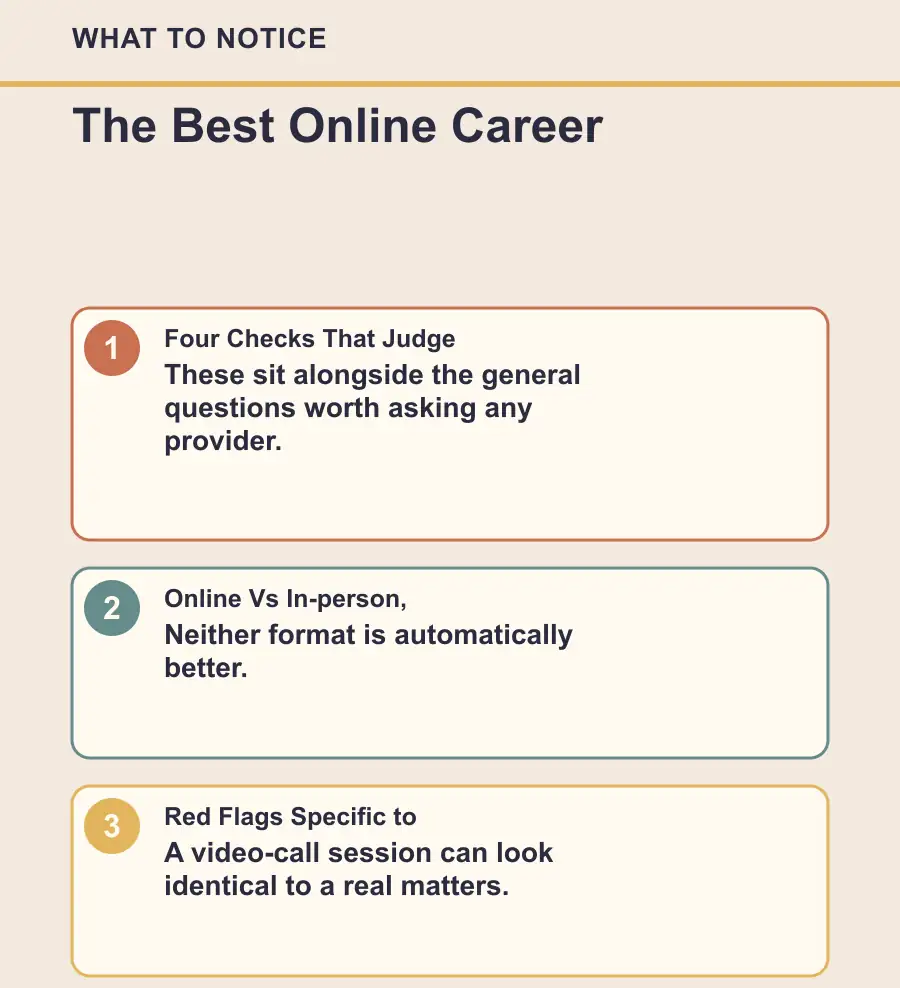 WHAT TO NOTICE
The Best Online Career
1
Four Checks That Judge
These sit alongside the general
questions worth asking any
provider.
2
Online Vs In-person,
Neither format is automatically
better.
3
Red Flags Specific to
A video-call session can look
identical to a real matters.